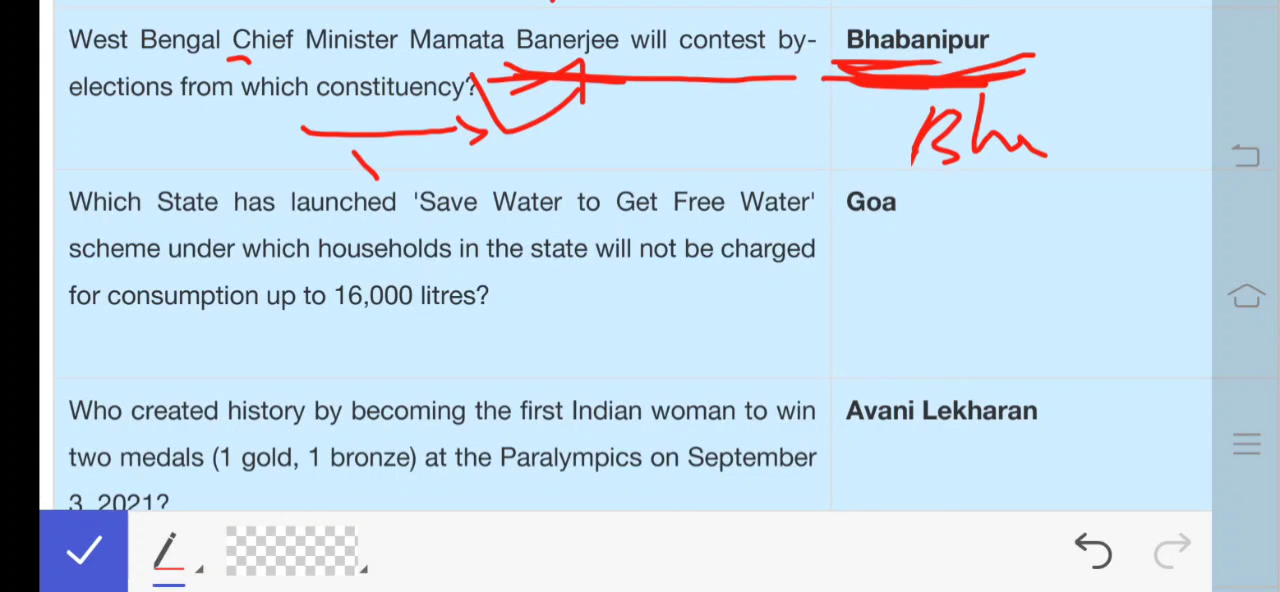 West Bengal Chief Minister Mamata Banerjee will contest by-
elections from which constituency?
Bhabanipur
Bha
Which State has launched 'Save Water to Get Free Water'
scheme under which households in the state will not be charged
for consumption up to 16,000 litres?
Goa
Who created history by becoming the first Indian woman to win
two medals (1 gold, 1 bronze) at the Paralympics on September
3, 2021?
Avani Lekharan